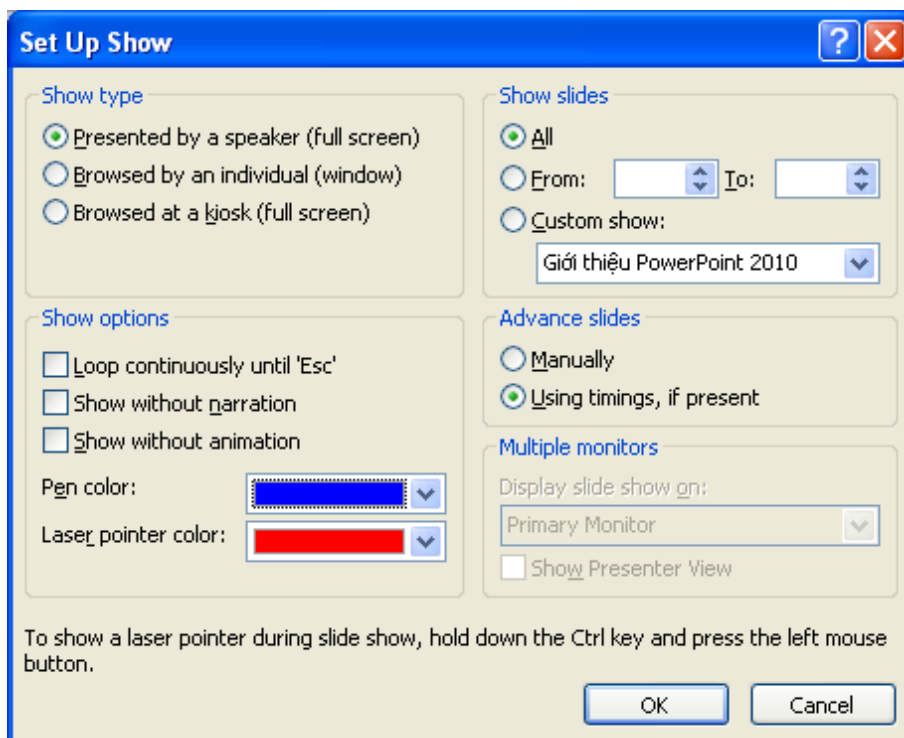 Set Up Show
Show type
Presented by a speaker (full screen)
Browsed by an individual (window)
Browsed at a kiosk (full screen)
Show slides
All
From: To:
Custom show:
Giới thiệu PowerPoint 2010
Show options
Loop continuously until 'Esc'
Show without narration
Show without animation
Pen color:
Laser pointer color:
Advance slides
Manually
Using timings, if present
Multiple monitors
Display slide show on:
Primary Monitor
Show Presenter View
To show a laser pointer during slide show, hold down the Ctrl key and press the left mouse
button.
OK
Cancel